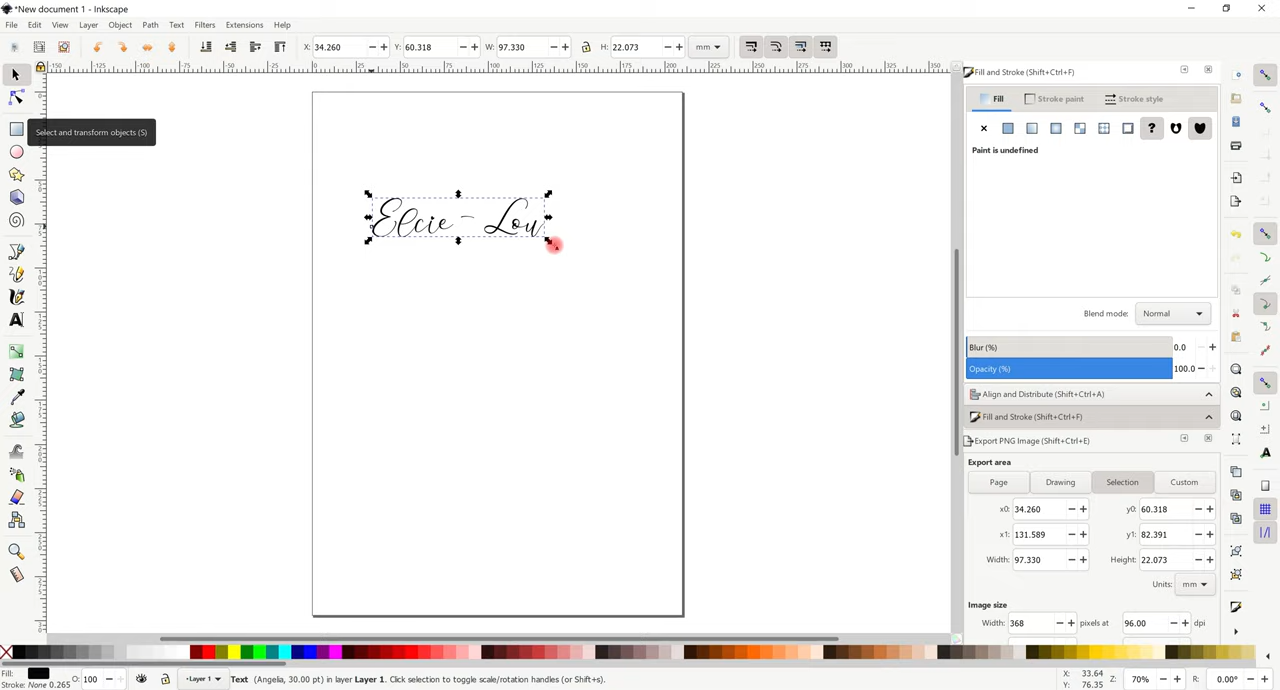 *New document 1 - Inkscape
File Edit View Layer Object Path Text Filters Extensions Help
X: 34.260 Y: 60.318 W: 97.330 H: 22.073 mm
Fill and Stroke (Shift+Ctrl+F)
Fill Stroke paint Stroke style
Select and transform objects (S)
Paint is undefined
Elcie - Lou
Blend mode: Normal
Blur (%) 0.0
Opacity (%) 100.0
Align and Distribute (Shift+Ctrl+A)
Fill and Stroke (Shift+Ctrl+F)
Export PNG Image (Shift+Ctrl+E)
Export area
Page Drawing Selection Custom
x0: 34.260 y0: 60.318
x1: 131.589 y1: 82.391
Width: 97.330 Height: 22.073
Units: mm
Image size
Width: 368 pixels at 96.00 dpi
Fill: O: 100 Layer 1 Text (Angelia, 30.00 pt) in layer Layer 1. Click selection to toggle scale/rotation handles (or Shift+s). X: 33.64 Z: 70% R: 0.00°
Stroke: None 0.265 Y: 76.35